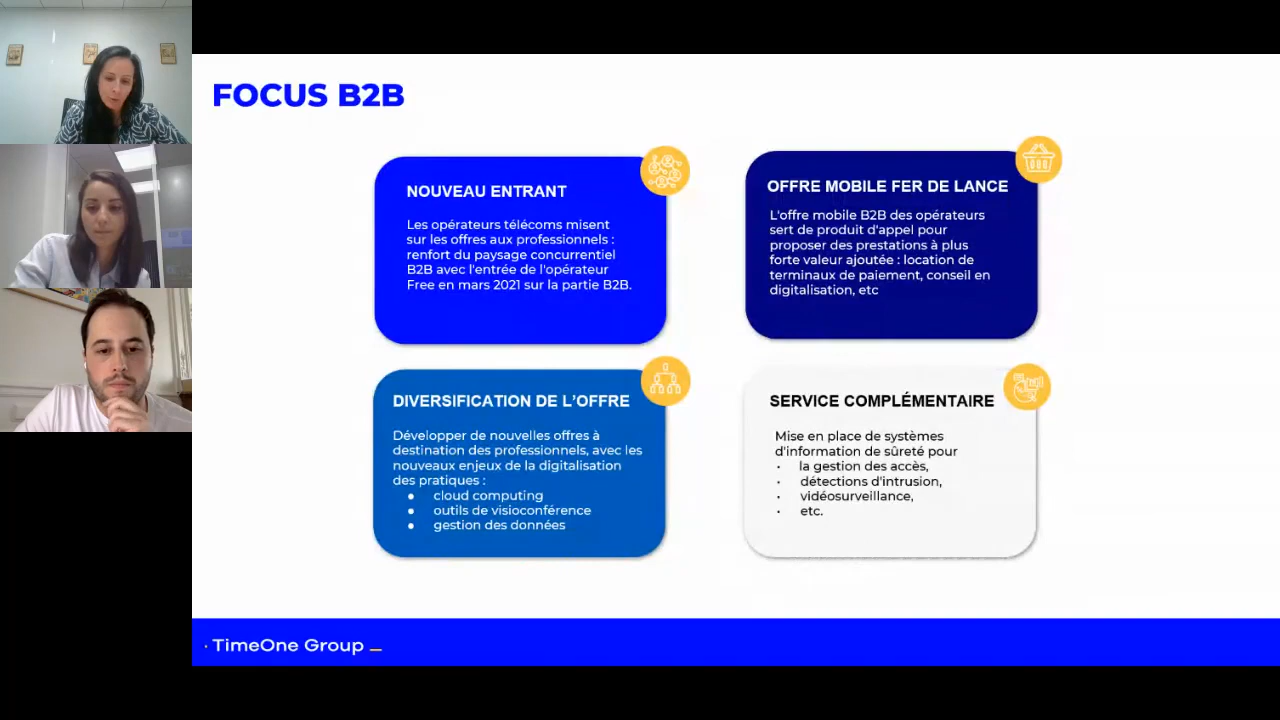 FOCUS B2B
NOUVEAU ENTRANT
Les opérateurs télécoms misent
sur les offres aux professionnels :
renfort du paysage concurrentiel
B2B avec l'entrée de l'opérateur
Free en mars 2021 sur la partie B2B.
OFFRE MOBILE FER DE LANCE
L'offre mobile B2B des opérateurs
sert de produit d'appel pour
proposer des prestations à plus
forte valeur ajoutée : location de
terminaux de paiement, conseil en
digitalisation, etc
DIVERSIFICATION DE L’OFFRE
Développer de nouvelles offres à
destination des professionnels, avec les
nouveaux enjeux de la digitalisation
des pratiques :
● cloud computing
● outils de visioconférence
● gestion des données
SERVICE COMPLÉMENTAIRE
Mise en place de systèmes
d'information de sûreté pour
• la gestion des accès,
• détections d'intrusion,
• vidéosurveillance,
• etc.
· TimeOne Group _